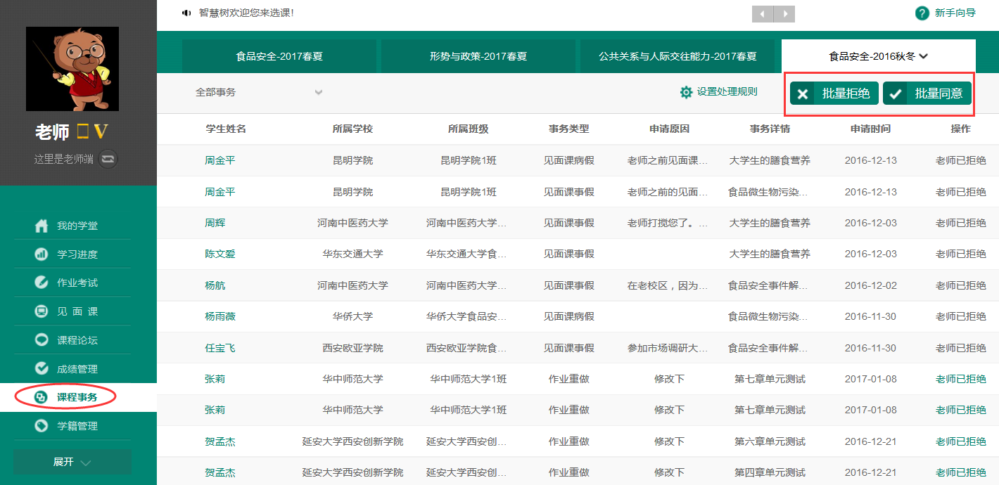 智慧树欢迎您来选课!
新手向导
老师 V
这里是老师端
我的学堂
学习进度
作业考试
见 面 课
课程论坛
成绩管理
课程事务
学籍管理
展开
食品安全-2017春夏 形势与政策-2017春夏 公共关系与人际交往能力-2017春夏 食品安全-2016秋冬
全部事务 设置处理规则 批量拒绝 批量同意
学生姓名 所属学校 所属班级 事务类型 申请原因 事务详情 申请时间 操作
周金平 昆明学院 昆明学院1班 见面课病假 老师之前见面课... 大学生的膳食营养 2016-12-13 老师已拒绝
周金平 昆明学院 昆明学院1班 见面课事假 老师之前的见面... 食品微生物污染... 2016-12-13 老师已拒绝
周辉 河南中医药大学 河南中医药大学... 见面课事假 老师打搅您了。... 大学生的膳食营养 2016-12-03 老师已拒绝
陈文爱 华东交通大学 华东交通大学食... 见面课事假 大学生的膳食营养 2016-12-03 老师已拒绝
杨航 河南中医药大学 河南中医药大学... 见面课事假 在老校区，因为... 食品安全事件解... 2016-12-02 老师已拒绝
杨雨薇 华侨大学 华侨大学食品安... 见面课病假 食品微生物污染... 2016-11-30 老师已拒绝
任宝飞 西安欧亚学院 西安欧亚学院食... 见面课事假 参加市场调研大... 食品安全事件解... 2016-11-30 老师已拒绝
张莉 华中师范大学 华中师范大学1班 作业重做 修改下 第七章单元测试 2017-01-08 老师已拒绝
张莉 华中师范大学 华中师范大学1班 作业重做 修改下 第七章单元测试 2017-01-08 老师已拒绝
贺孟杰 延安大学西安创新学院 延安大学西安创... 作业重做 修改下 第六章单元测试 2016-12-21 老师已拒绝
贺孟杰 延安大学西安创新学院 延安大学西安创... 作业重做 修改下 第四章单元测试 2016-12-21 老师已拒绝